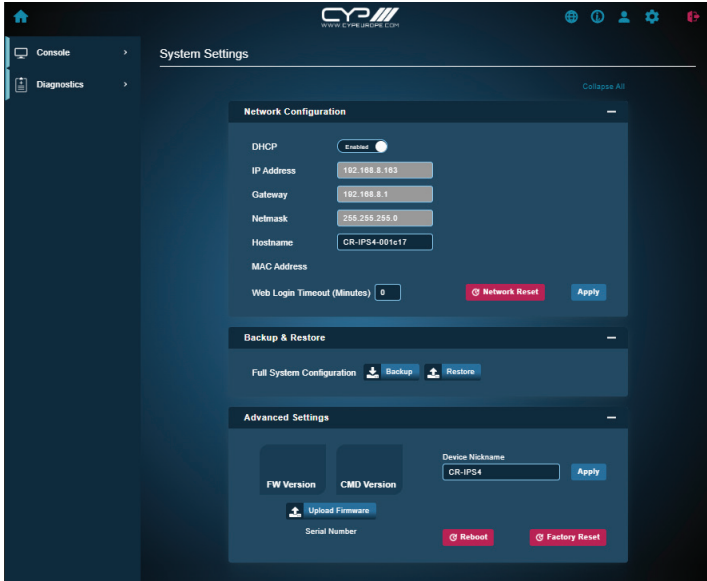 CYP
WWW.CYPEUROPE.COM
Console
Diagnostics
System Settings
Collapse All
Network Configuration
DHCP Enabled
IP Address 192.168.8.163
Gateway 192.168.8.1
Netmask 255.255.255.0
Hostname CR-IPS4-001c17
MAC Address
Web Login Timeout (Minutes) 0 Network Reset Apply
Backup & Restore
Full System Configuration Backup Restore
Advanced Settings
Device Nickname
CR-IPS4 Apply
FW Version CMD Version
Upload Firmware
Serial Number
Reboot Factory Reset